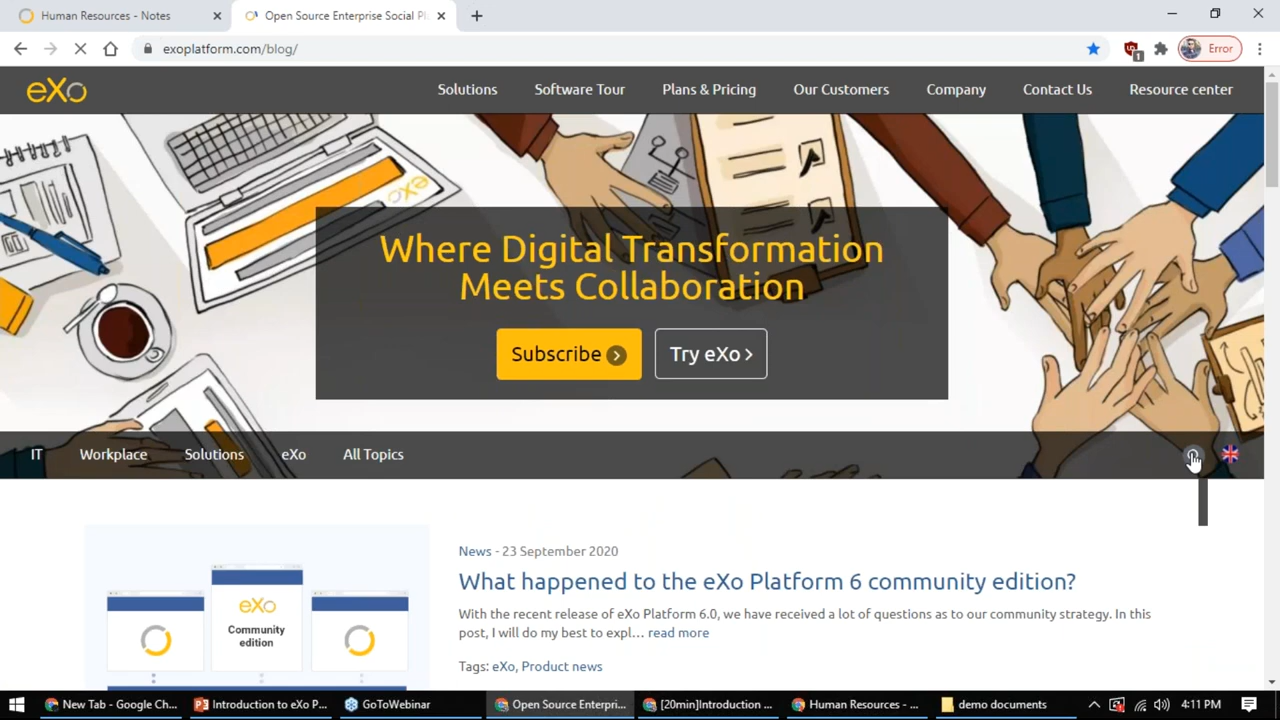 Human Resources - Notes
Open Source Enterprise Social Pl
exoplatform.com/blog/
1
Error
eXo
Solutions
Software Tour
Plans & Pricing
Our Customers
Company
Contact Us
Resource center
eXo
Where Digital Transformation
Meets Collaboration
Subscribe
Try eXo
IT
Workplace
Solutions
eXo
All Topics
News - 23 September 2020
What happened to the eXo Platform 6 community edition?
With the recent release of eXo Platform 6.0, we have received a lot of questions as to our community strategy. In this
post, I will do my best to expl... read more
Tags: eXo, Product news
eXo
Community
edition
New Tab - Google Ch...
Introduction to eXo P...
GoToWebinar
Open Source Enterpri...
[20min]Introduction ...
Human Resources - ...
demo documents
4:11 PM